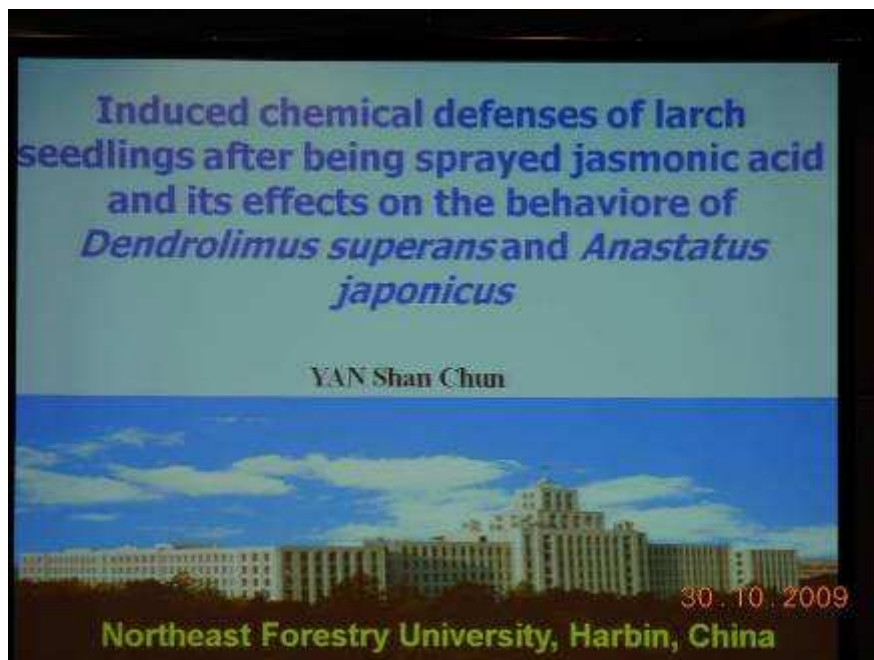 Induced chemical defenses of larch
seedlings after being sprayed jasmonic acid
and its effects on the behaviore of
Dendrolimus superans and Anastatus
japonicus
YAN Shan Chun
30.10.2009
Northeast Forestry University, Harbin, China